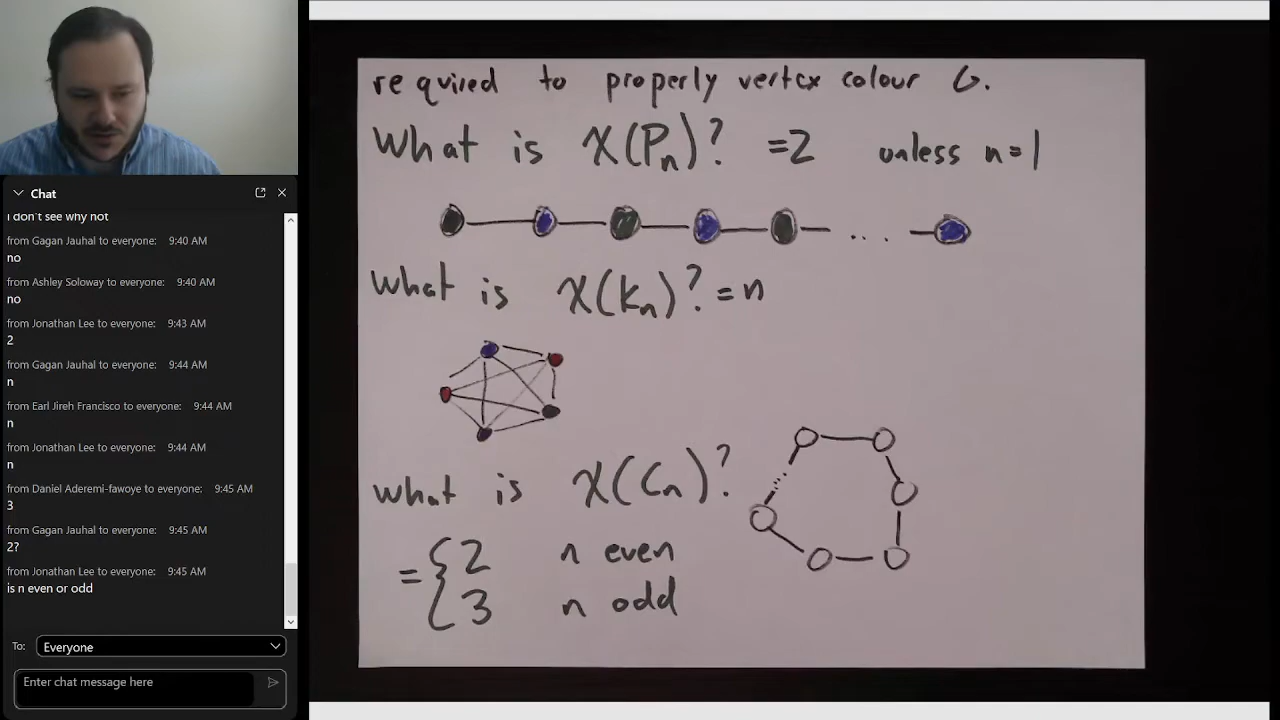 Chat
I don't see why not
from Gagan Jauhal to everyone: 9:40 AM
no
from Ashley Soloway to everyone: 9:40 AM
no
from Jonathan Lee to everyone: 9:43 AM
2
from Gagan Jauhal to everyone: 9:44 AM
n
from Earl Jireh Francisco to everyone: 9:44 AM
n
from Jonathan Lee to everyone: 9:44 AM
n
from Daniel Aderemi-fawoye to everyone: 9:45 AM
3
from Gagan Jauhal to everyone: 9:45 AM
2?
from Jonathan Lee to everyone: 9:45 AM
is n even or odd
To: Everyone
Enter chat message here
required to properly vertex colour G.
What is χ(Pn)? =2 unless n=1
...
What is χ(Kn)? = n
What is χ(Cn)?
= { 2 n even
3 n odd